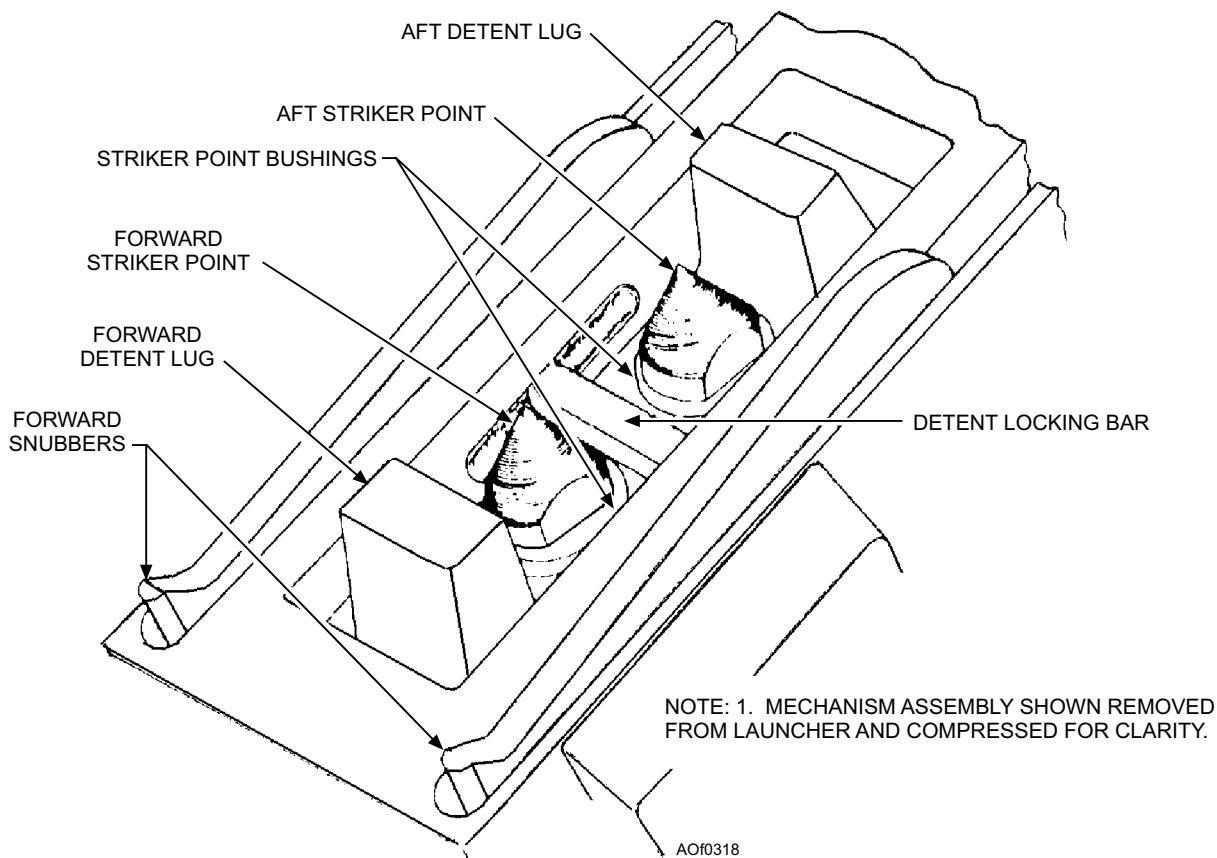 AFT DETENT LUG
AFT STRIKER POINT
STRIKER POINT BUSHINGS
FORWARD
STRIKER POINT
FORWARD
DETENT LUG
FORWARD
SNUBBERS
DETENT LOCKING BAR
NOTE: 1. MECHANISM ASSEMBLY SHOWN REMOVED
FROM LAUNCHER AND COMPRESSED FOR CLARITY.
AOf0318